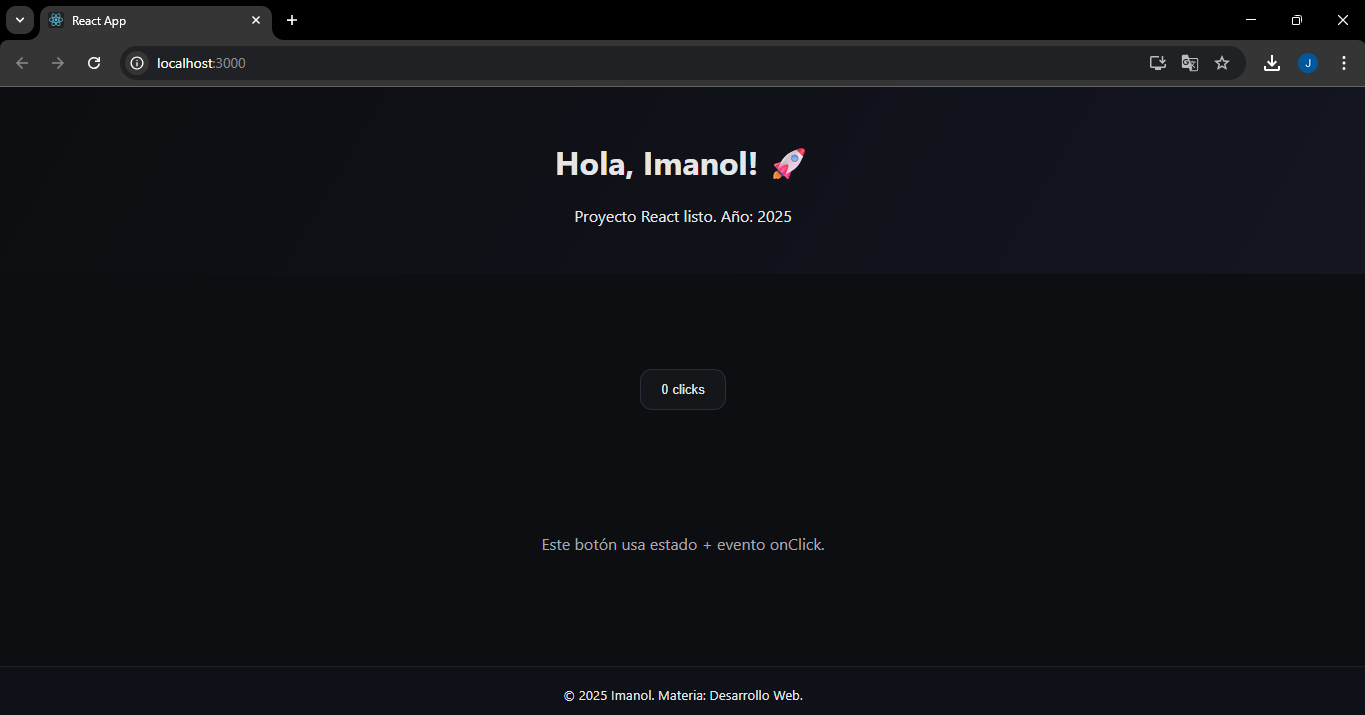 React App
localhost:3000
J
Hola, Imanol! 🚀
Proyecto React listo. Año: 2025
0 clicks
Este botón usa estado + evento onClick.
© 2025 Imanol. Materia: Desarrollo Web.